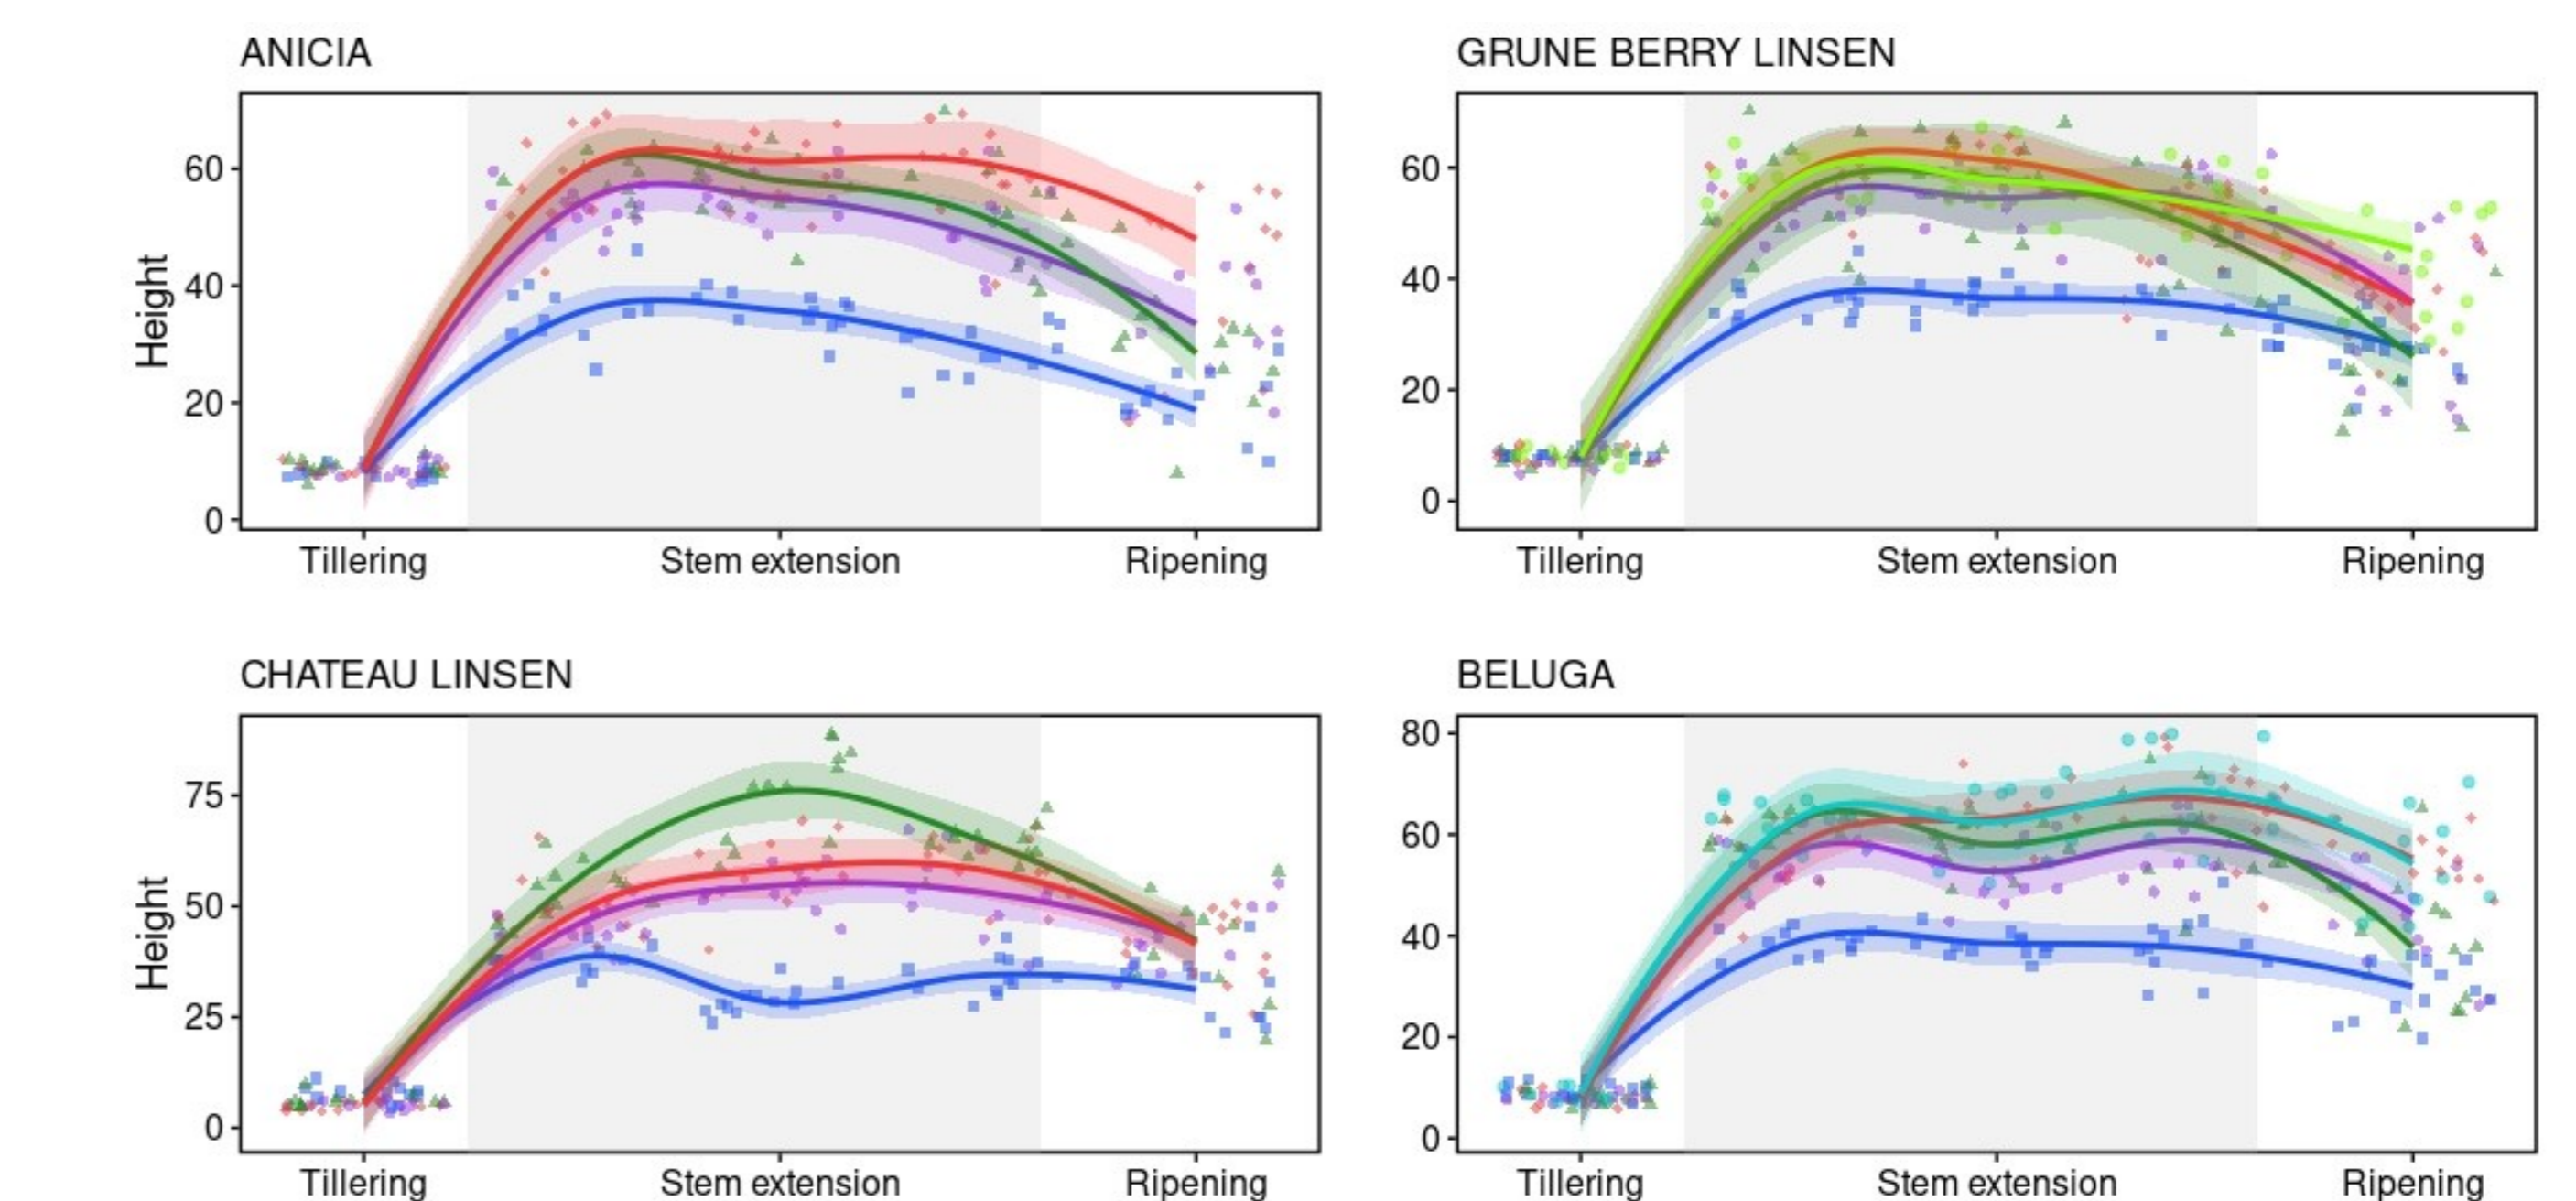 ANICIA
Height
60
40
20
0
Tillering Stem extension Ripening
GRUNE BERRY LINSEN
60
40
20
0
Tillering Stem extension Ripening
CHATEAU LINSEN
Height
75
50
25
0
Tillering Stem extension Ripening
BELUGA
80
60
40
20
0
Tillering Stem extension Ripening